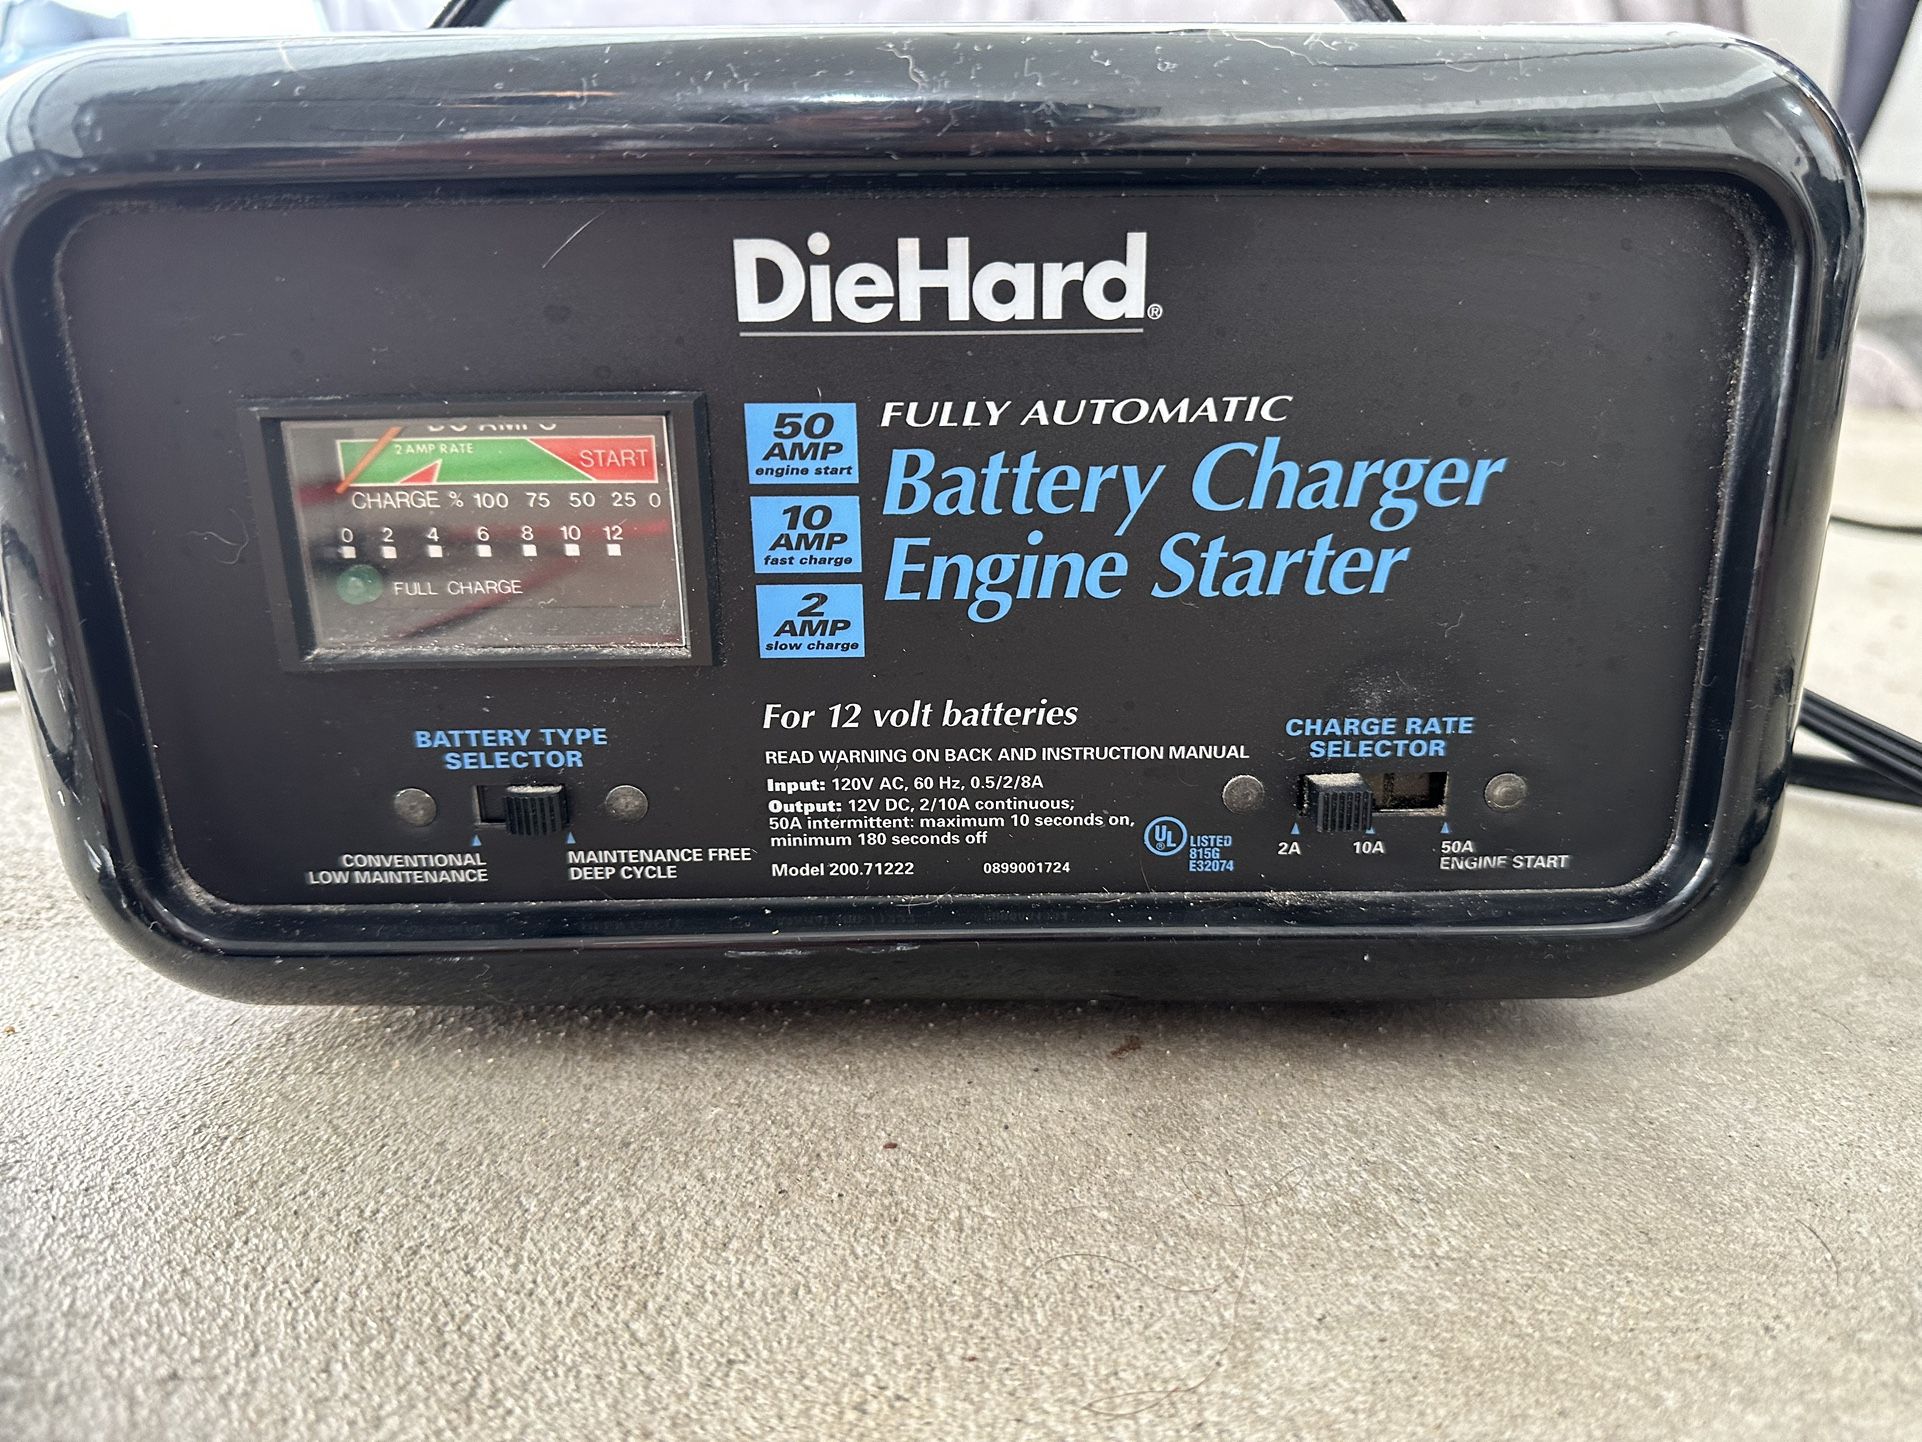 DieHard®
FULLY AUTOMATIC
Battery Charger
Engine Starter
50
AMP
engine start
10
AMP
fast charge
2
AMP
slow charge
2 AMP RATE
START
CHARGE % 100 75 50 25 0
0 2 4 6 8 10 12
FULL CHARGE
BATTERY TYPE
SELECTOR
CONVENTIONAL
LOW MAINTENANCE
MAINTENANCE FREE
DEEP CYCLE
For 12 volt batteries
READ WARNING ON BACK AND INSTRUCTION MANUAL
Input: 120V AC, 60 Hz, 0.5/2/8A
Output: 12V DC, 2/10A continuous;
50A intermittent: maximum 10 seconds on,
minimum 180 seconds off
Model 200.71222 0899001724
UL®
LISTED
815G
E32074
CHARGE RATE
SELECTOR
2A 10A 50A
ENGINE START